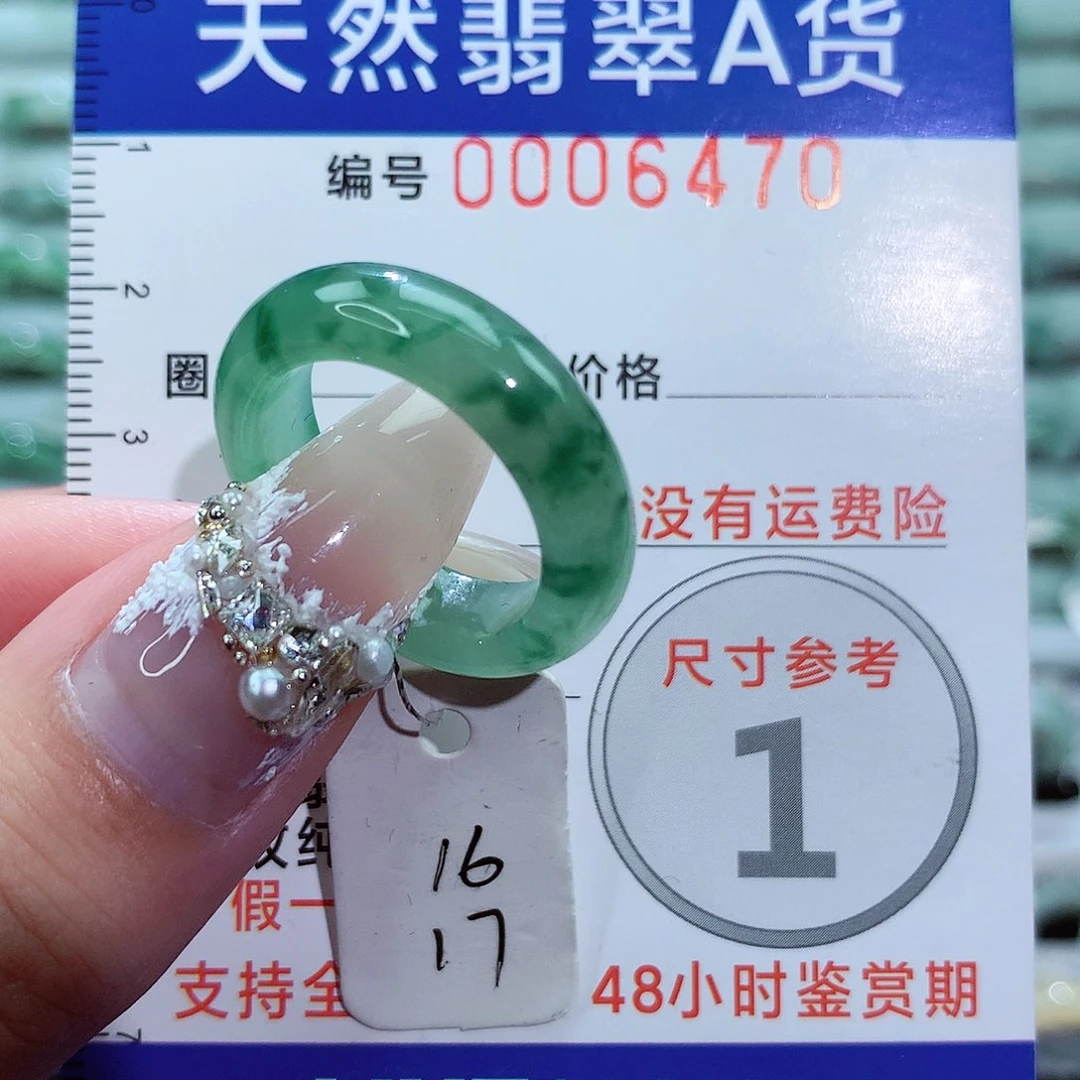 0
天然翡翠A货
1
编号 0006470
2
圈 价格
3
没有运费险
尺寸参考
1
16
17
假一
支持全 48小时鉴赏期
7